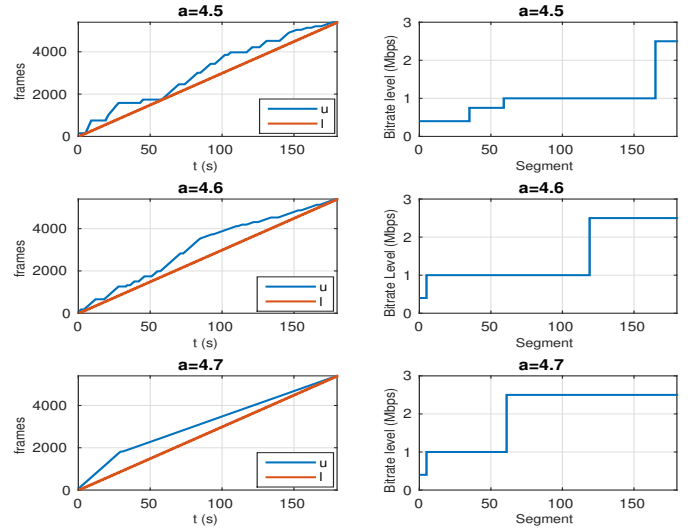 a=4.5
frames
4000
2000
0
0
50
100
150
t (s)
u
l
a=4.5
Bitrate level (Mbps)
3
2
1
0
0
50
100
150
Segment
a=4.6
frames
4000
2000
0
0
50
100
150
t (s)
u
l
a=4.6
Bitrate Level (Mbps)
3
2
1
0
0
50
100
150
Segment
a=4.7
frames
4000
2000
0
0
50
100
150
t (s)
u
l
a=4.7
Bitrate level (Mbps)
3
2
1
0
0
50
100
150
Segment